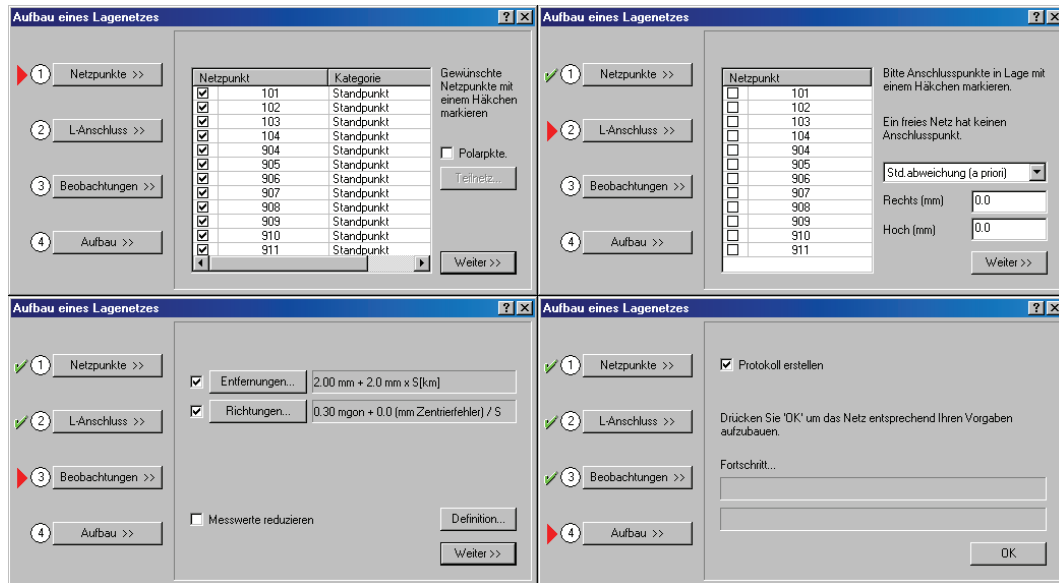 Aufbau eines Lagenetzes
1 Netzpunkte >>
2 L-Anschluss >>
3 Beobachtungen >>
4 Aufbau >>
Netzpunkt Kategorie
101 Standpunkt
102 Standpunkt
103 Standpunkt
104 Standpunkt
904 Standpunkt
905 Standpunkt
906 Standpunkt
907 Standpunkt
908 Standpunkt
909 Standpunkt
910 Standpunkt
911 Standpunkt
Gewünschte
Netzpunkte mit
einem Häkchen
markieren
Polarpkte.
Teilnetz...
Weiter >>
Aufbau eines Lagenetzes
1 Netzpunkte >>
2 L-Anschluss >>
3 Beobachtungen >>
4 Aufbau >>
Netzpunkt
101
102
103
104
904
905
906
907
908
909
910
911
Bitte Anschlusspunkte in Lage mit
einem Häkchen markieren.
Ein freies Netz hat keinen
Anschlusspunkt.
Std.abweichung (a priori)
Rechts (mm) 0.0
Hoch (mm) 0.0
Weiter >>
Aufbau eines Lagenetzes
1 Netzpunkte >>
2 L-Anschluss >>
3 Beobachtungen >>
4 Aufbau >>
Entfernungen... 2.00 mm + 2.0 mm x S[km]
Richtungen... 0.30 mgon + 0.0 (mm Zentrierfehler) / S
Messwerte reduzieren
Definition...
Weiter >>
Aufbau eines Lagenetzes
1 Netzpunkte >>
2 L-Anschluss >>
3 Beobachtungen >>
4 Aufbau >>
Protokoll erstellen
Drücken Sie 'OK' um das Netz entsprechend Ihren Vorgaben
aufzubauen.
Fortschritt...
OK